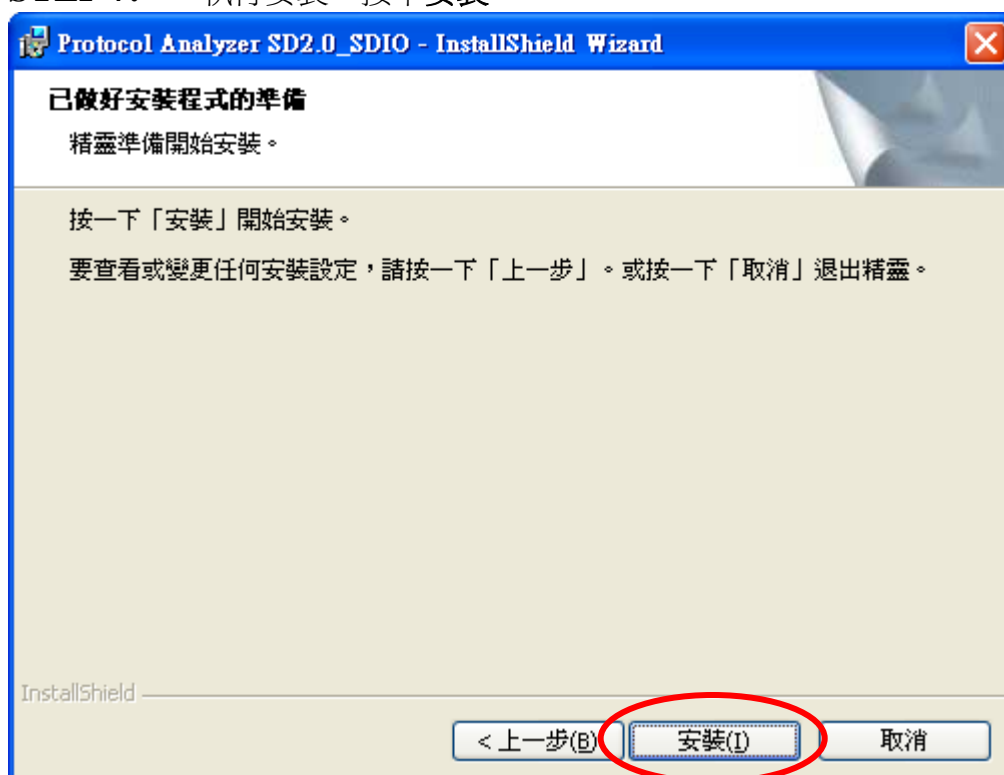 Protocol Analyzer SD2.0_SDIO - InstallShield Wizard
已做好安裝程式的準備
精靈準備開始安裝。
按一下「安裝」開始安裝。
要查看或變更任何安裝設定，請按一下「上一步」。或按一下「取消」退出精靈。
InstallShield
< 上一步(B) 安裝(I) 取消